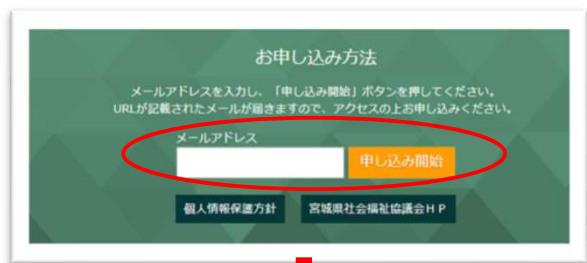 お申し込み方法
メールアドレスを入力し、「申し込み開始」ボタンを押してください。
URLが記載されたメールが届きますので、アクセスの上お申し込みください。
メールアドレス
申し込み開始
個人情報保護方針 宮城県社会福祉協議会HP